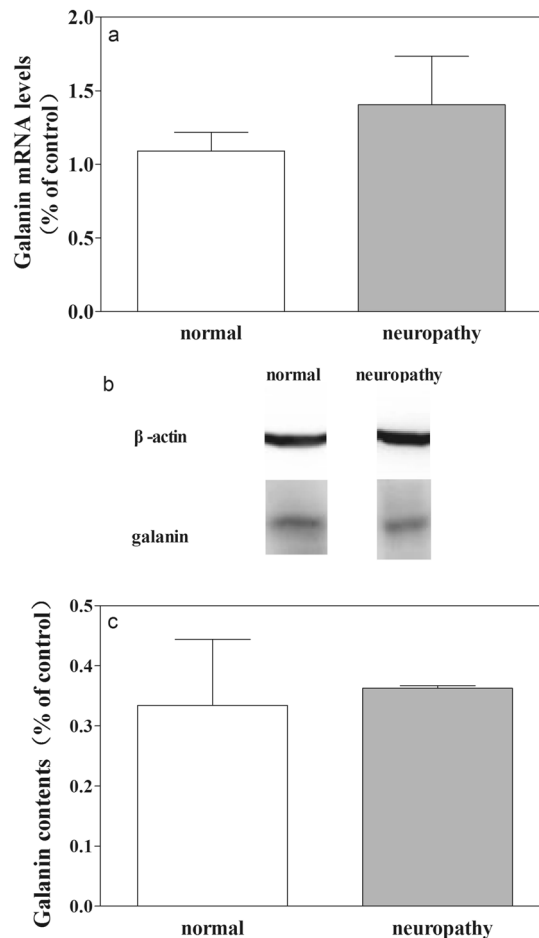 a
Galanin mRNA levels
(% of control)
2.0
1.5
1.0
0.5
0.0
normal neuropathy
b
normal neuropathy
β -actin
galanin
c
Galanin contents (% of control)
0.5
0.4
0.3
0.2
0.1
0.0
normal neuropathy